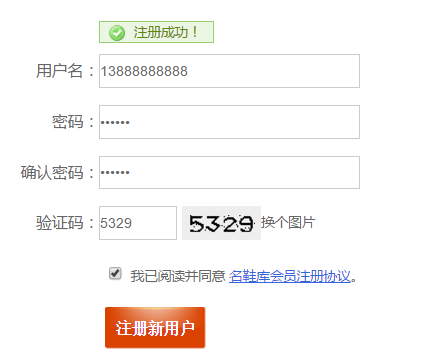 注册成功！
用户名：13888888888
密码：••••••
确认密码：••••••
验证码：5329 5329 换个图片
我已阅读并同意 名鞋库会员注册协议。
注册新用户